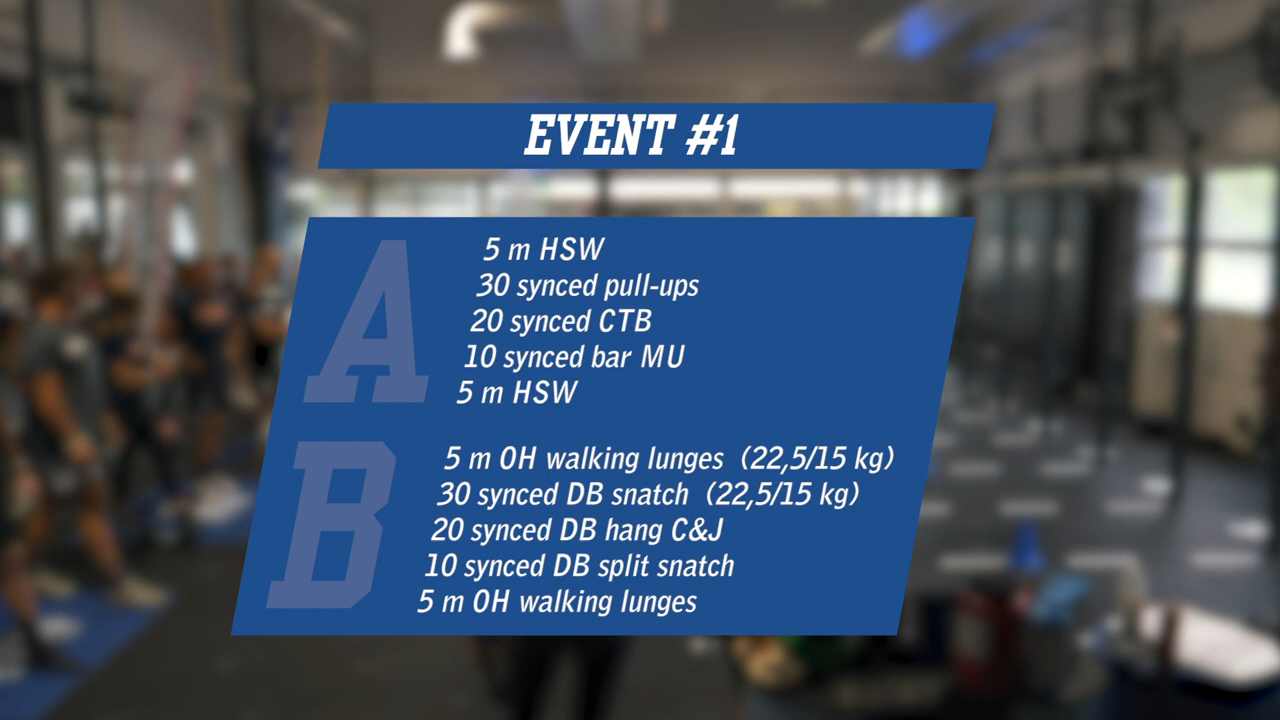 EVENT #1
A
5 m HSW
30 synced pull-ups
20 synced CTB
10 synced bar MU
5 m HSW
B
5 m OH walking lunges (22,5/15 kg)
30 synced DB snatch (22,5/15 kg)
20 synced DB hang C&J
10 synced DB split snatch
5 m OH walking lunges